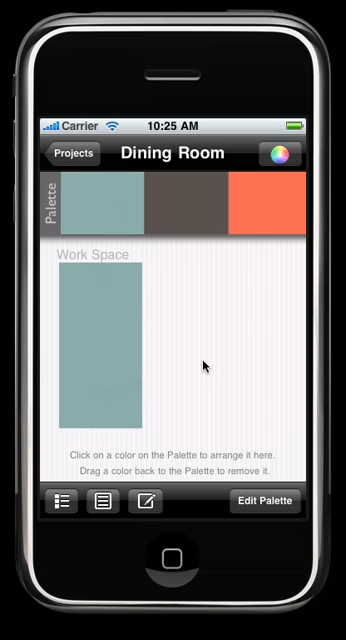 Carrier 10:25 AM
Projects Dining Room
Palette
Work Space
Click on a color on the Palette to arrange it here.
Drag a color back to the Palette to remove it.
Edit Palette